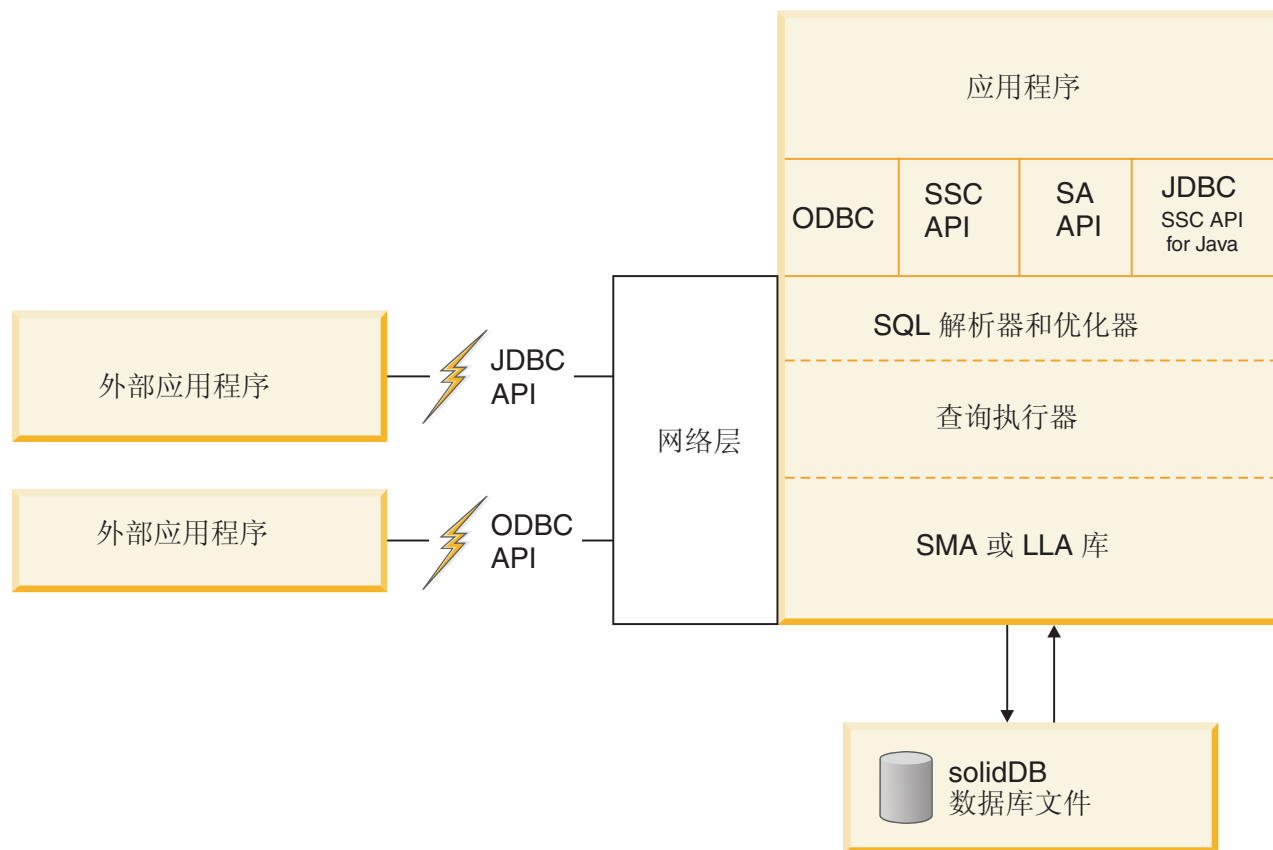 应用程序
ODBC
SSC
API
SA
API
JDBC
SSC API
for Java
SQL 解析器和优化器
外部应用程序
JDBC
API
查询执行器
网络层
外部应用程序
ODBC
API
SMA 或 LLA 库
solidDB
数据库文件